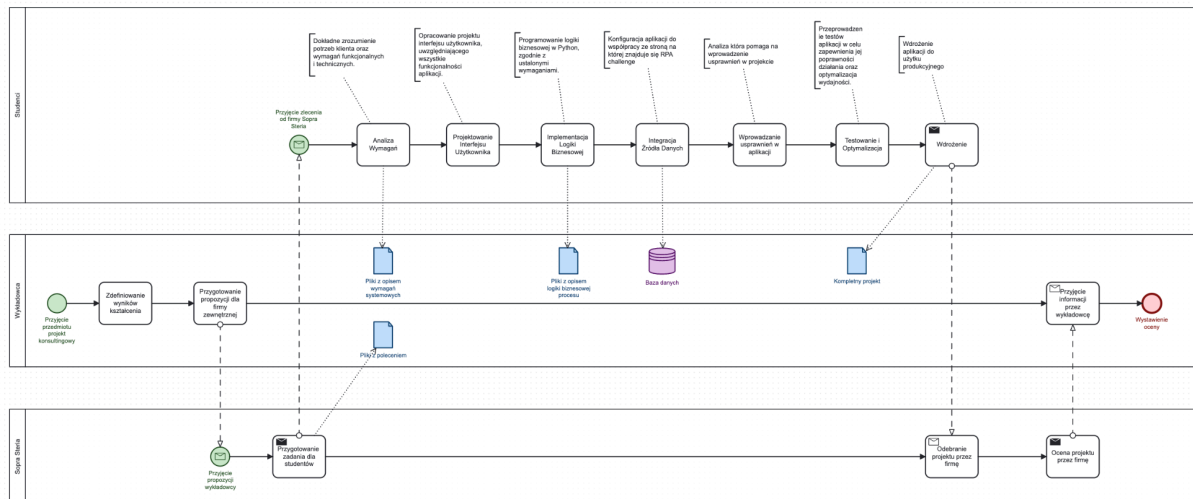 Studenci
Dokładne zrozumienie
potrzeb klienta oraz
wymagań funkcjonalnych
i technicznych.
Opracowanie projektu
interfejsu użytkownika,
uwzględniającego
wszystkie
funkcjonalności
aplikacji.
Programowanie logiki
biznesowej w Python,
zgodnie z
ustalonymi
wymaganiami.
Konfiguracja aplikacji do
współpracy ze stroną na
której znajduje się RPA
challenge
Analiza która pomaga na
wprowadzenie
usprawnień w projekcie
Przeprowadzen
ie testów
aplikacji w celu
zapewnienia jej
poprawności
działania oraz
optymalizacja
wydajności.
Wdrożenie
aplikacji do
użytku
produkcyjnego
Przyjęcie zlecenia
od firmy Sopra
Steria
Analiza
Wymagań
Projektowanie
Interfejsu
Użytkownika
Implementacja
Logiki
Biznesowej
Integracja
Źródła Danych
Wprowadzanie
usprawnień w
aplikacji
Testowanie i
Optymalizacja
Wdrożenie
Wykładowca
Pliki z opisem
wymagań
systemowych
Pliki z opisem
logiki biznesowej
procesu
Baza danych
Kompletny projekt
Przyjęcie
przedmiotu
projekt
konsultingowy
Zdefiniowanie
wyników
kształcenia
Przygotowanie
propozycji dla
firmy
zewnętrznej
Pliki z poleceniem
Przyjęcie
informacji
przez
wykładowcę
Wystawienie
oceny
Sopra Steria
Przyjęcie
propozycji
wykładowcy
Przygotowanie
zadania dla
studentów
Odebranie
projektu przez
firmę
Ocena projektu
przez firmę